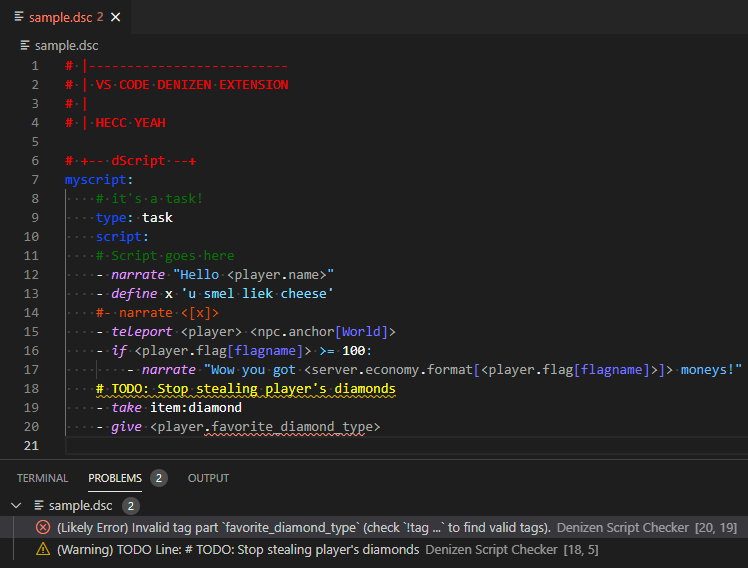 sample.dsc 2
sample.dsc
1 # |--------------------------
2 # | VS CODE DENIZEN EXTENSION
3 # |
4 # | HECC YEAH
5
6 # +-- dScript --+
7 myscript:
8     # it's a task!
9     type: task
10     script:
11     # Script goes here
12     - narrate "Hello <player.name>"
13     - define x 'u smel liek cheese'
14     #- narrate <[x]>
15     - teleport <player> <npc.anchor[World]>
16     - if <player.flag[flagname]> >= 100:
17         - narrate "Wow you got <server.economy.format[<player.flag[flagname]>]> moneys!"
18     # TODO: Stop stealing player's diamonds
19     - take item:diamond
20     - give <player.favorite_diamond_type>
21
TERMINAL PROBLEMS 2 OUTPUT
sample.dsc 2
(Likely Error) Invalid tag part `favorite_diamond_type` (check `!tag ...` to find valid tags). Denizen Script Checker [20, 19]
(Warning) TODO Line: # TODO: Stop stealing player's diamonds Denizen Script Checker [18, 5]